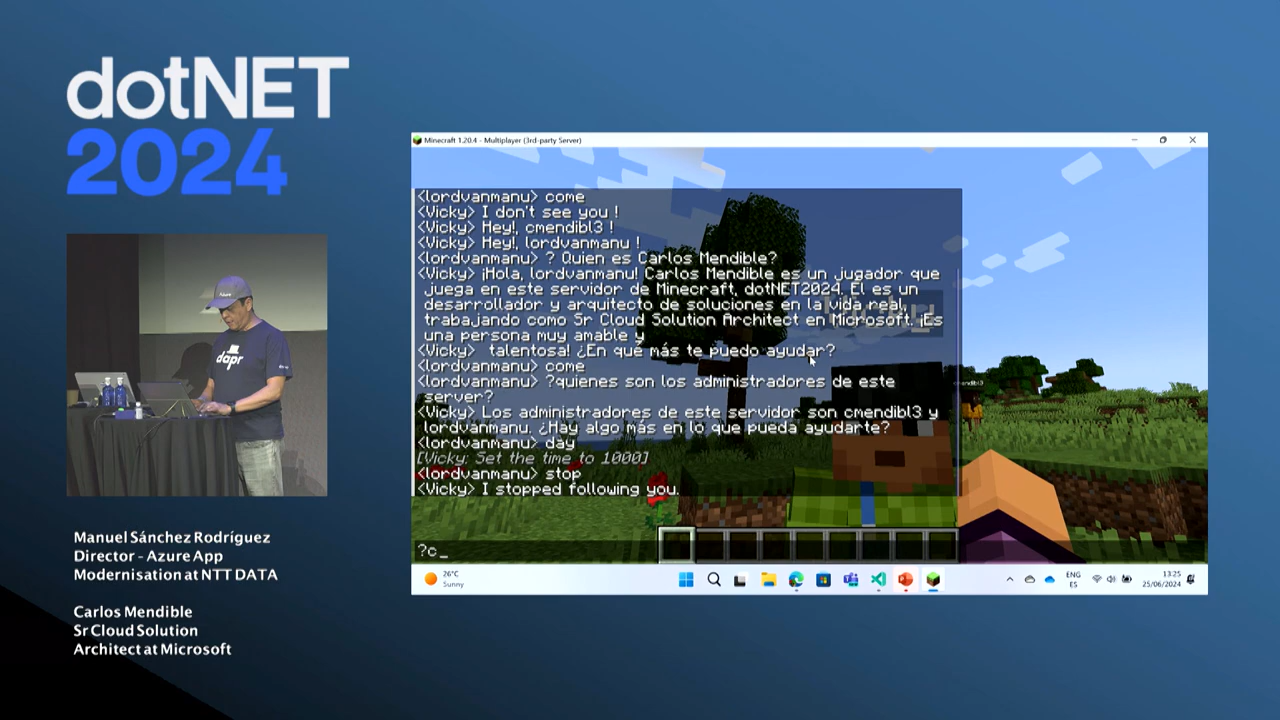 dotNET
2024
Minecraft 1.20.4 - Multiplayer (3rd-party Server)
<lordvanmanu> come
<Vicky> I don't see you !
<Vicky> Hey!, cmendibl3 !
<Vicky> Hey!, lordvanmanu !
<lordvanmanu> ? Quien es Carlos Mendible?
<Vicky> ¡Hola, lordvanmanu! Carlos Mendible es un jugador que
juega en este servidor de Minecraft, dotNET2024. Él es un
desarrollador y arquitecto de soluciones en la vida real,
trabajando como Sr Cloud Solution Architect en Microsoft. ¡Es
una persona muy amable y
<Vicky>  talentosa! ¿En qué más te puedo ayudar?
<lordvanmanu> come
<lordvanmanu> ?quienes son los administradores de este
server?
<Vicky> Los administradores de este servidor son cmendibl3 y
lordvanmanu. ¿Hay algo más en lo que pueda ayudarte?
<lordvanmanu> day
[Vicky: Set the time to 1000]
<lordvanmanu> stop
<Vicky> I stopped following you.
?c_
26°C
Sunny
ENG
ES
13:25
25/06/2024
dapr
Manuel Sánchez Rodríguez
Director - Azure App
Modernisation at NTT DATA
Carlos Mendible
Sr Cloud Solution
Architect at Microsoft